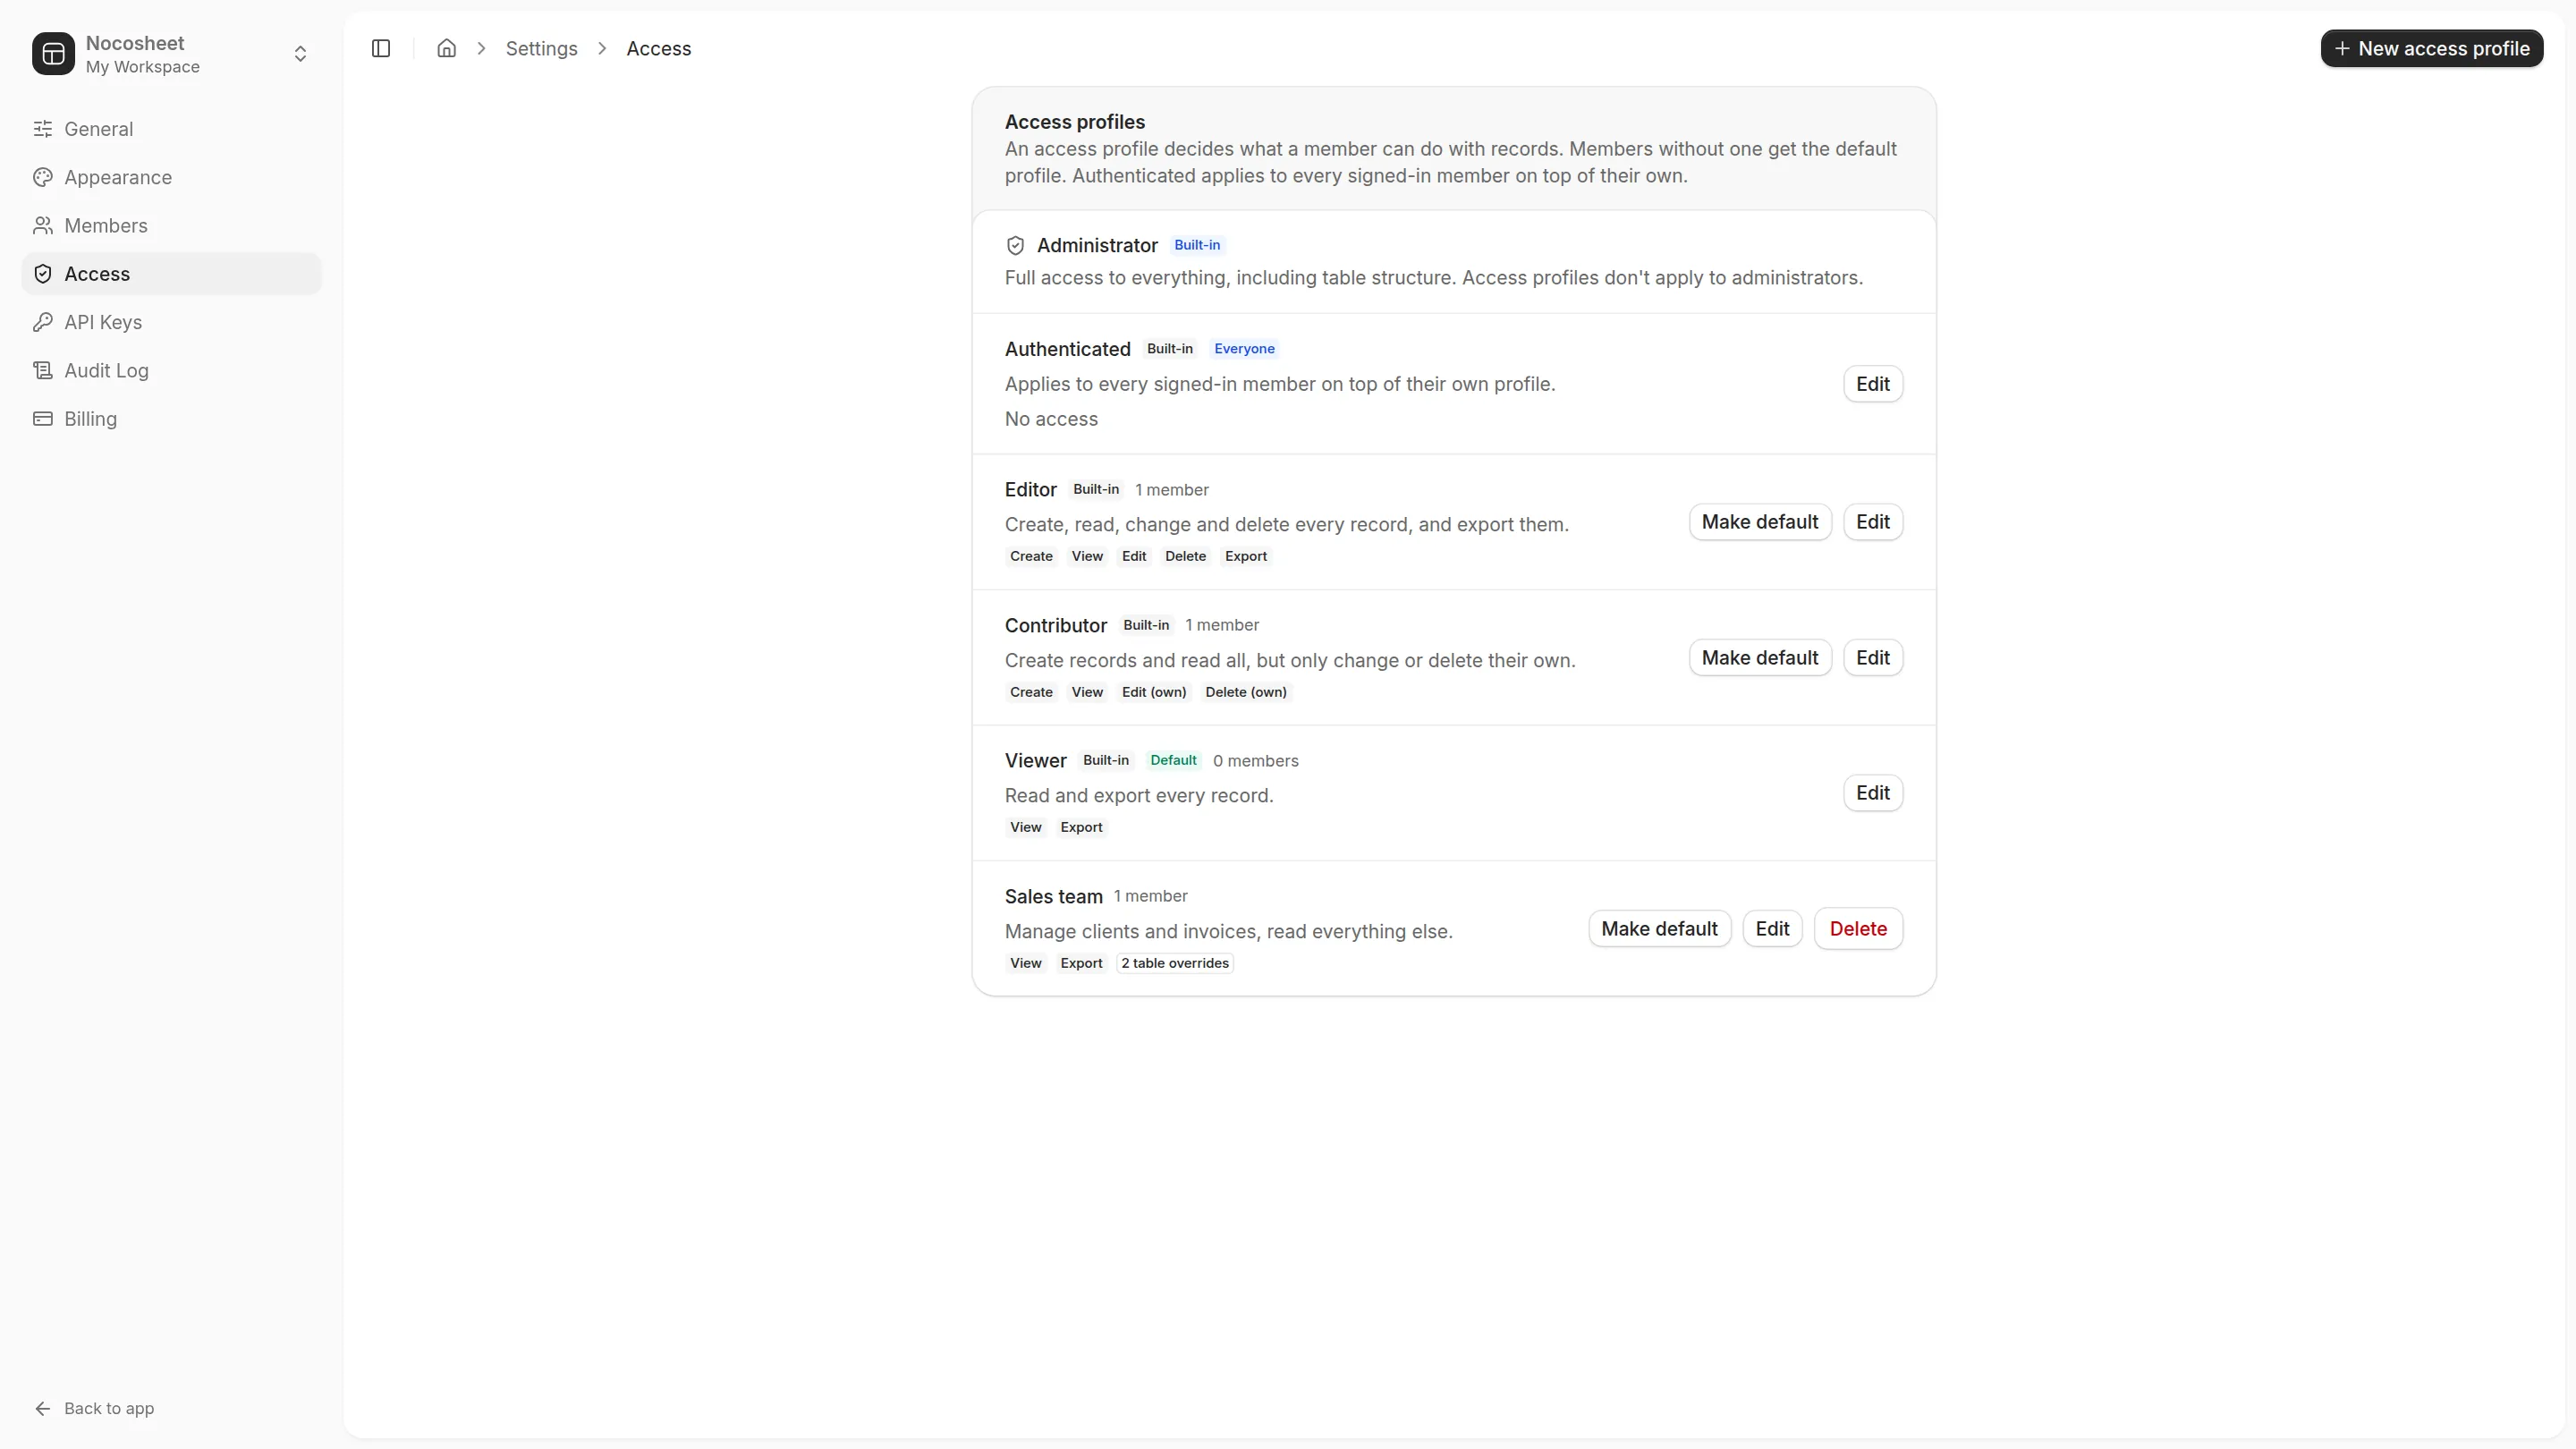 Nocosheet
My Workspace
General
Appearance
Members
Access
API Keys
Audit Log
Billing
Back to app
Settings
Access
New access profile
Access profiles
An access profile decides what a member can do with records. Members without one get the default
profile. Authenticated applies to every signed-in member on top of their own.
Administrator Built-in
Full access to everything, including table structure. Access profiles don't apply to administrators.
Authenticated Built-in Everyone
Applies to every signed-in member on top of their own profile.
No access
Edit
Editor Built-in 1 member
Create, read, change and delete every record, and export them.
Create View Edit Delete Export
Make default Edit
Contributor Built-in 1 member
Create records and read all, but only change or delete their own.
Create View Edit (own) Delete (own)
Make default Edit
Viewer Built-in Default 0 members
Read and export every record.
View Export
Edit
Sales team 1 member
Manage clients and invoices, read everything else.
View Export 2 table overrides
Make default Edit Delete